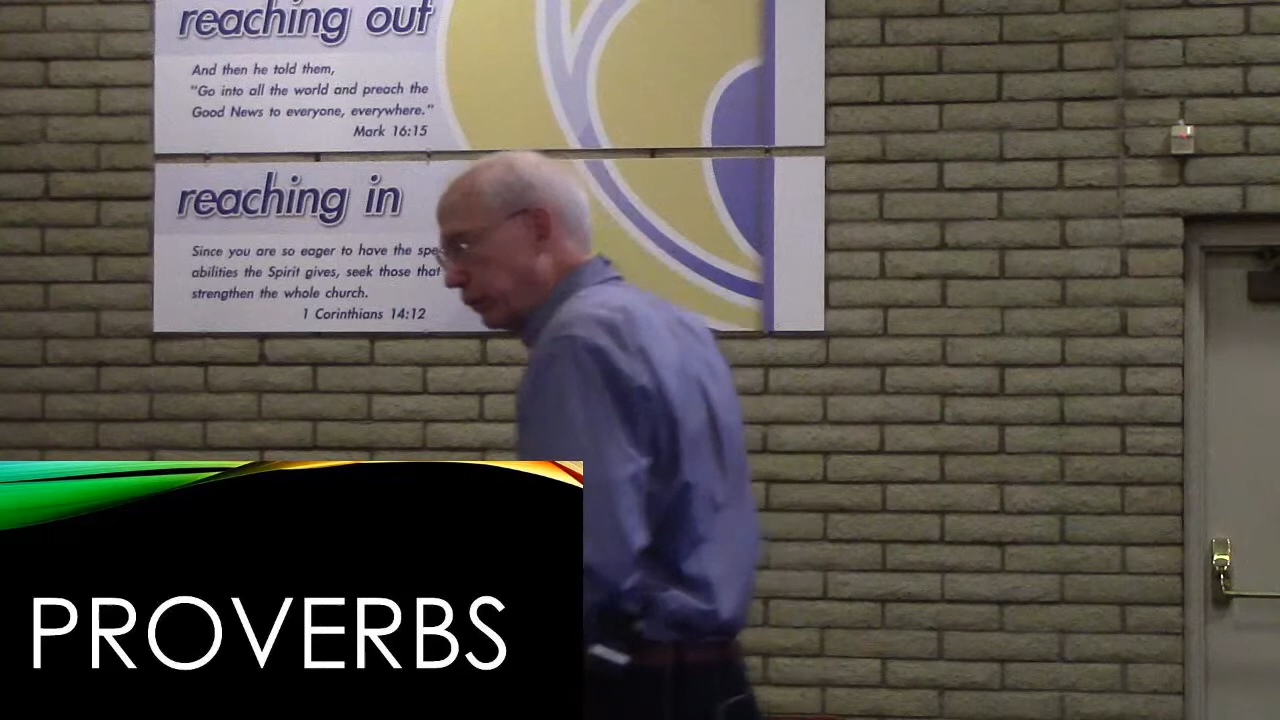 reaching out
And then he told them,
"Go into all the world and preach the
Good News to everyone, everywhere."
Mark 16:15
reaching in
Since you are so eager to have the
abilities the Spirit gives, seek those that
strengthen the whole church.
1 Corinthians 14:12
PROVERBS